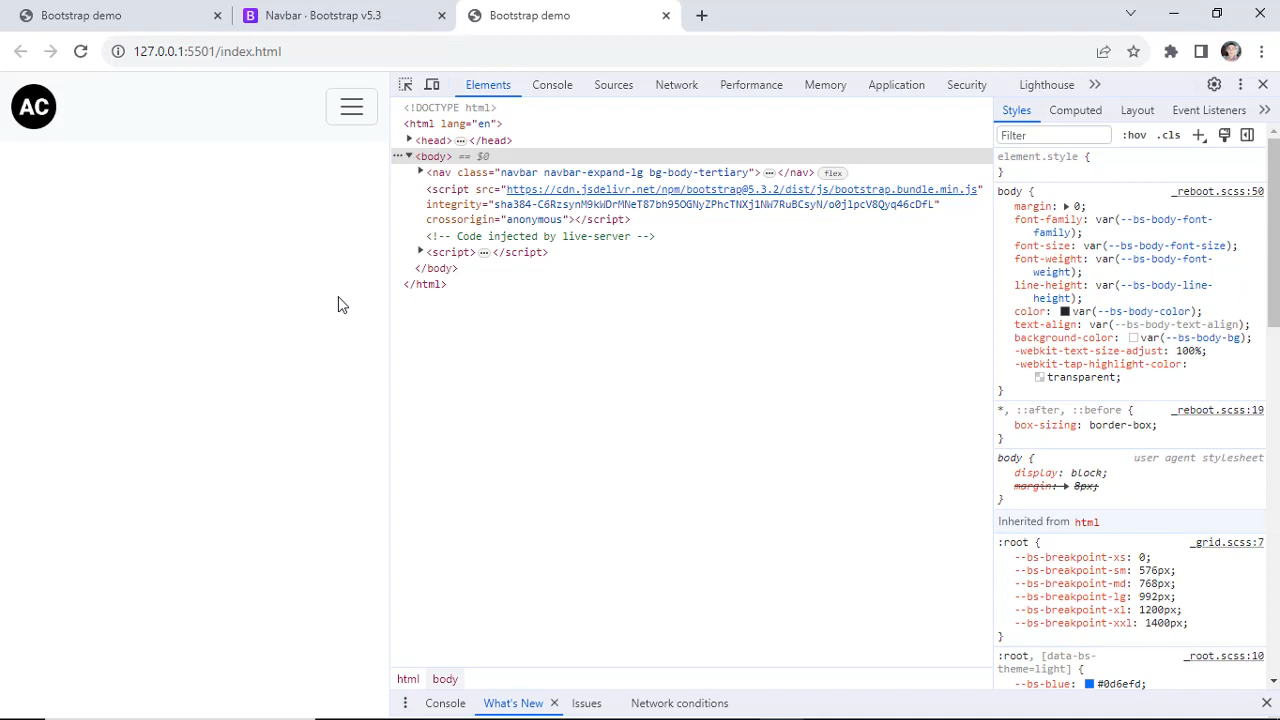 Bootstrap demo
Navbar · Bootstrap v5.3
Bootstrap demo
127.0.0.1:5501/index.html
AC
Elements Console Sources Network Performance Memory Application Security Lighthouse
<!DOCTYPE html>
<html lang="en">
<head> ... </head>
<body> == $0
<nav class="navbar navbar-expand-lg bg-body-tertiary"> ... </nav> flex
<script src="https://cdn.jsdelivr.net/npm/bootstrap@5.3.2/dist/js/bootstrap.bundle.min.js"
integrity="sha384-C6RzsynM9kWDrMNeT87bh95OGNyZPhcTNXj1NW7RuBCsyN/o0jlpcV8Qyq46cDfL"
crossorigin="anonymous"></script>
<!-- Code injected by live-server -->
<script> ... </script>
</body>
</html>
html body
Styles Computed Layout Event Listeners
Filter :hov .cls
element.style {
}
body { _reboot.scss:50
margin: 0;
font-family: var(--bs-body-font-
family);
font-size: var(--bs-body-font-size);
font-weight: var(--bs-body-font-
weight);
line-height: var(--bs-body-line-
height);
color: var(--bs-body-color);
text-align: var(--bs-body-text-align);
background-color: var(--bs-body-bg);
-webkit-text-size-adjust: 100%;
-webkit-tap-highlight-color:
transparent;
}
*, ::after, ::before { _reboot.scss:19
box-sizing: border-box;
}
body { user agent stylesheet
display: block;
margin: 8px;
}
Inherited from html
:root { _grid.scss:7
--bs-breakpoint-xs: 0;
--bs-breakpoint-sm: 576px;
--bs-breakpoint-md: 768px;
--bs-breakpoint-lg: 992px;
--bs-breakpoint-xl: 1200px;
--bs-breakpoint-xxl: 1400px;
}
:root, [data-bs- _root.scss:10
theme=light] {
--bs-blue: #0d6efd;
Console What's New Issues Network conditions